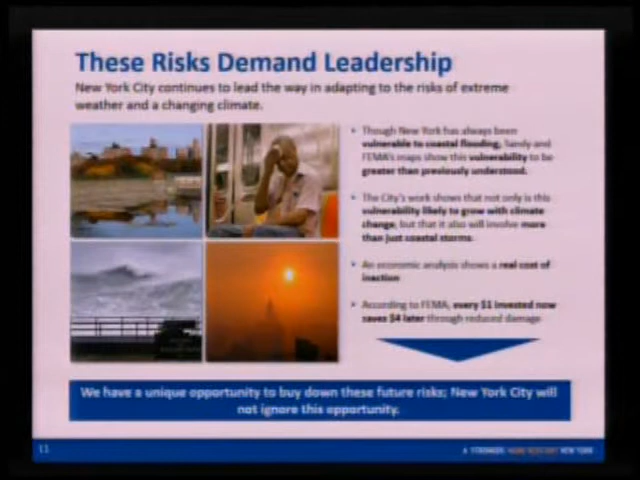 These Risks Demand Leadership
New York City continues to lead the way in adapting to the risks of extreme
weather and a changing climate.
Though New York has always been
vulnerable to coastal flooding, Sandy and
FEMA's maps show this vulnerability to be
greater than previously understood.
The City's work shows that not only is this
vulnerability likely to grow with climate
change, but that it also will involve more
than just coastal storms.
An economic analysis shows a real cost of
inaction
According to FEMA, every $1 invested now
saves $4 later through reduced damage
We have a unique opportunity to buy down these future risks; New York City will
not ignore this opportunity.
11
A STRONGER, MORE RESILIENT NEW YORK